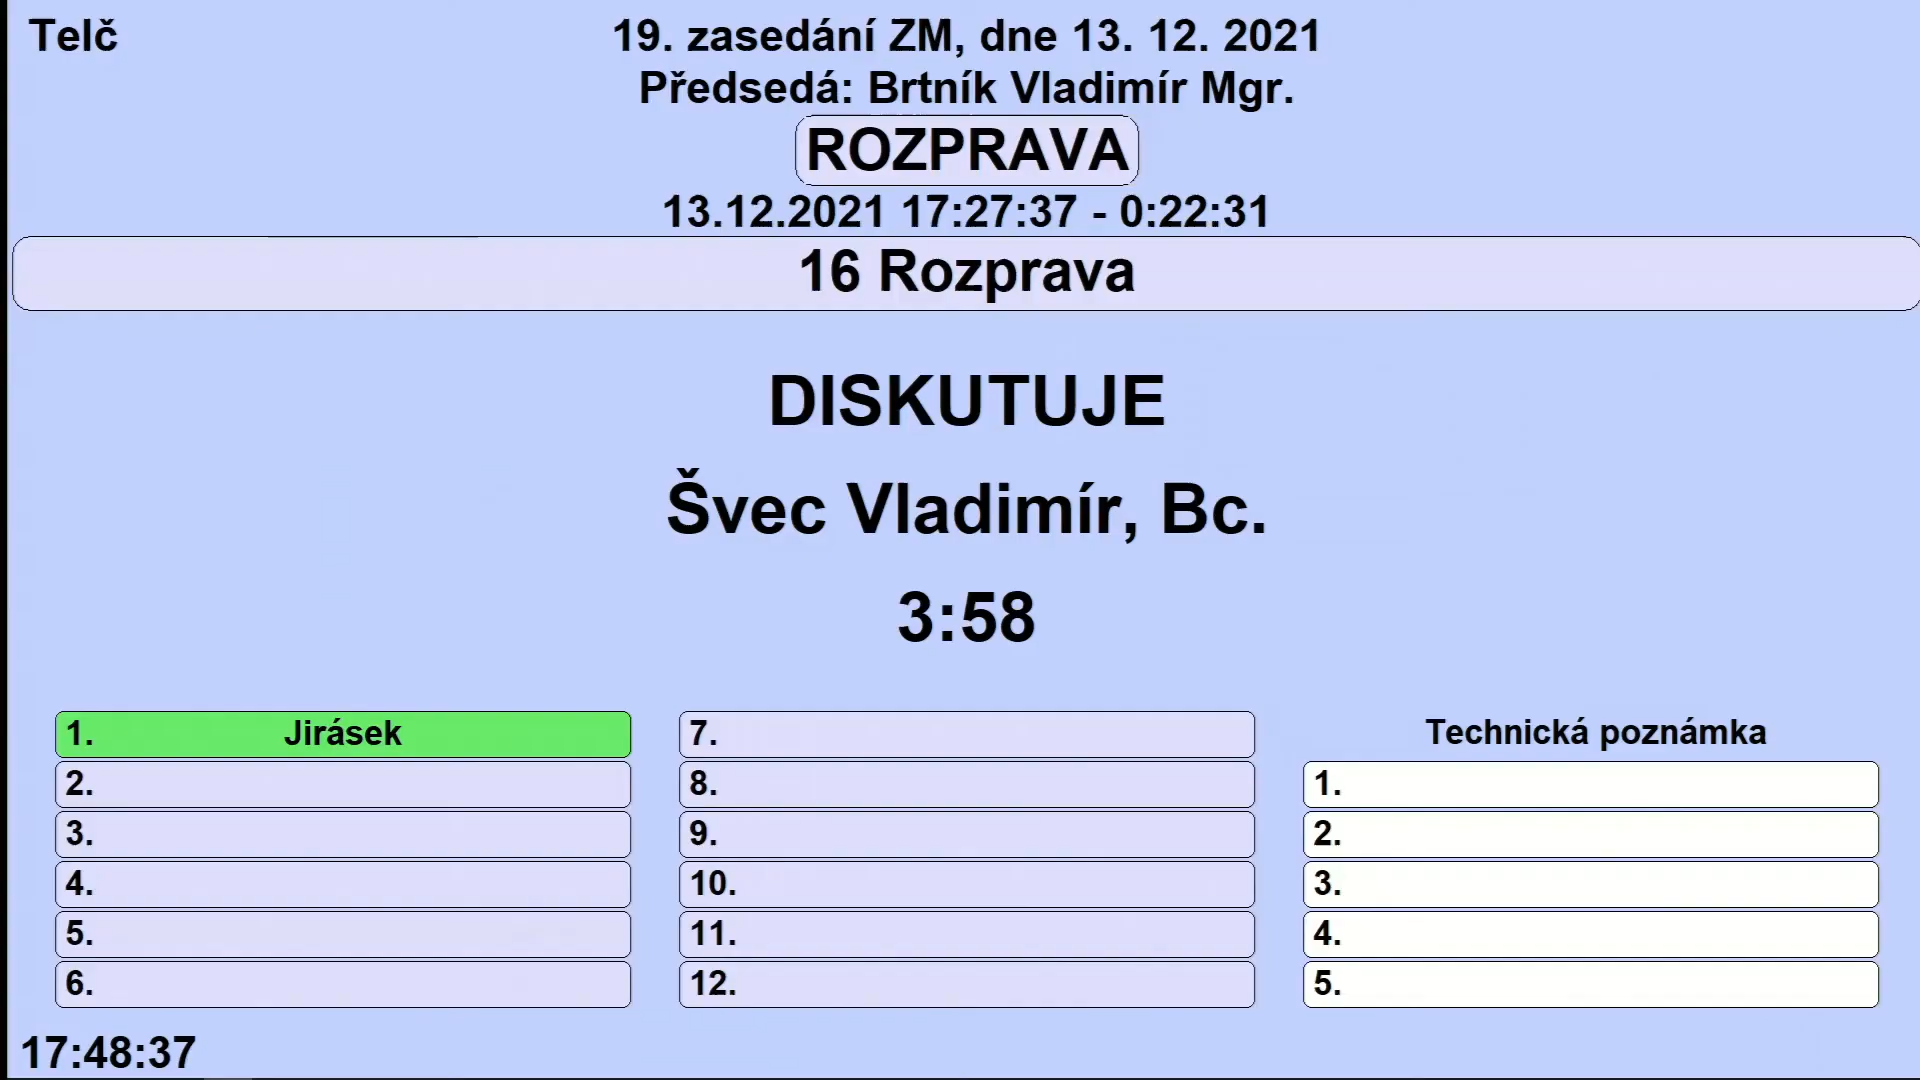 Telč
19. zasedání ZM, dne 13. 12. 2021
Předsedá: Brtník Vladimír Mgr.
ROZPRAVA
13.12.2021 17:27:37 - 0:22:31
16 Rozprava
DISKUTUJE
Švec Vladimír, Bc.
3:58
1. Jirásek
2.
3.
4.
5.
6.
7.
8.
9.
10.
11.
12.
Technická poznámka
1.
2.
3.
4.
5.
17:48:37